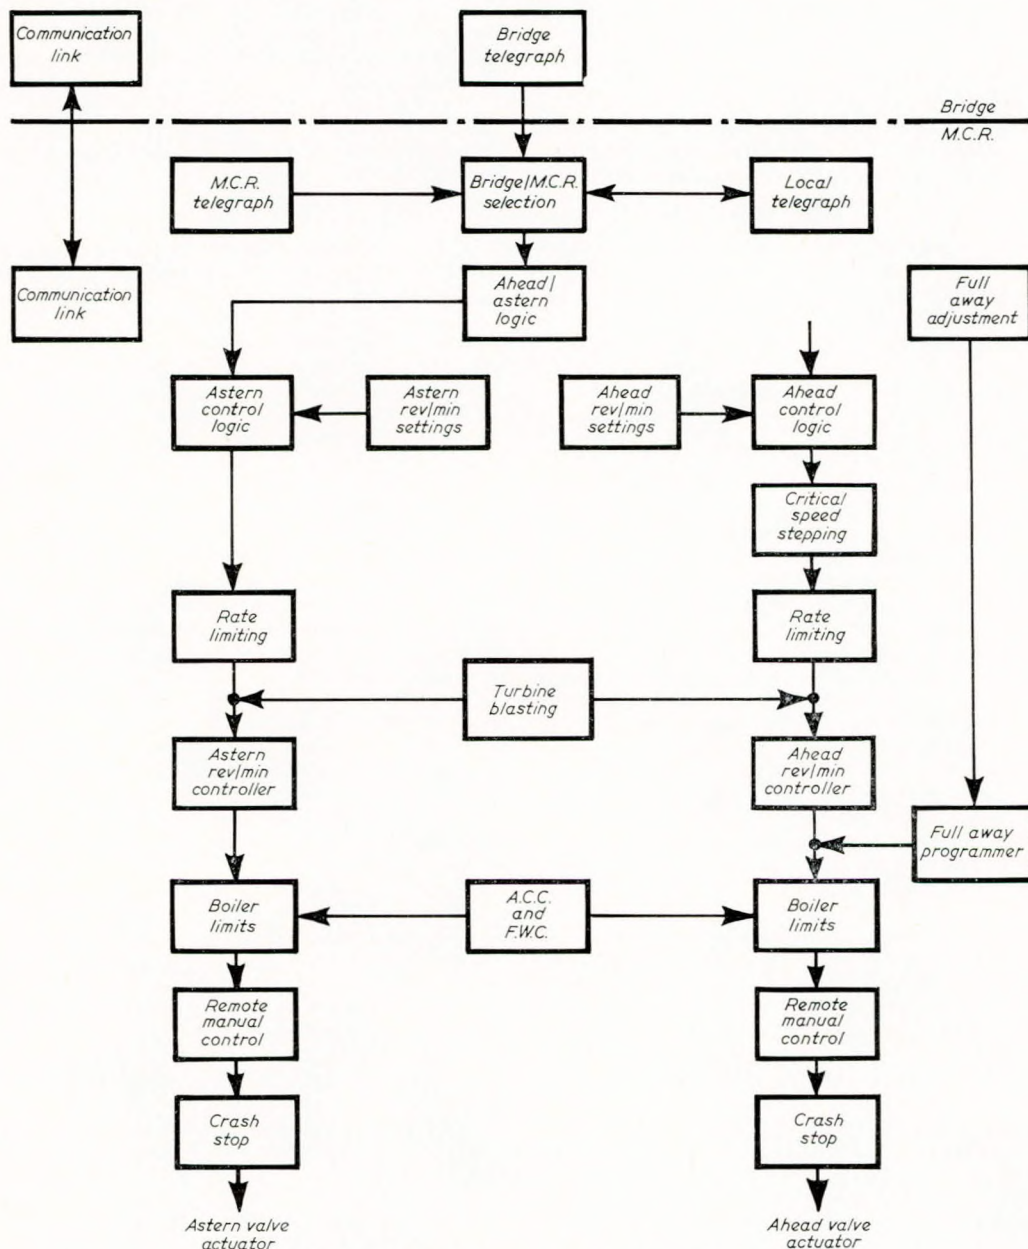 Communication
link
Bridge
telegraph
Bridge
M.C.R.
M.C.R.
telegraph
Bridge/M.C.R.
selection
Local
telegraph
Communication
link
Ahead/
astern
logic
Full
away
adjustment
Astern
control
logic
Astern
rev/min
settings
Ahead
rev/min
settings
Ahead
control
logic
Critical
speed
stepping
Rate
limiting
Rate
limiting
Turbine
blasting
Astern
rev/min
controller
Ahead
rev/min
controller
Full away
programmer
Boiler
limits
A.C.C.
and
F.W.C.
Boiler
limits
Remote
manual
control
Remote
manual
control
Crash
stop
Crash
stop
Astern valve
actuator
Ahead valve
actuator